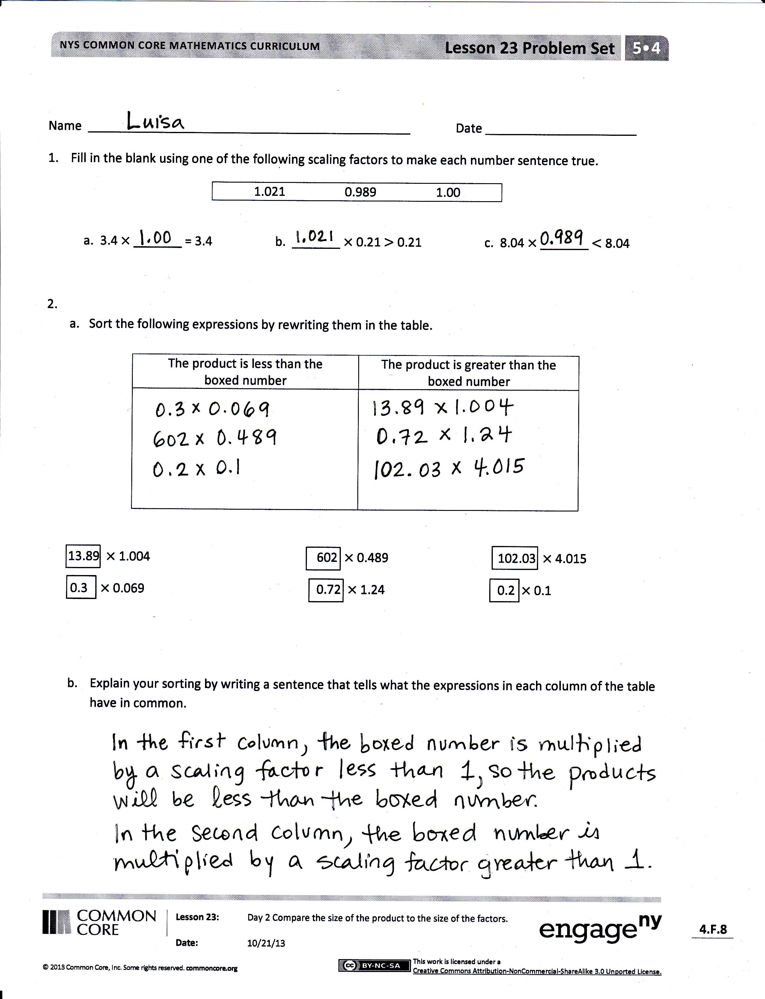 NYS COMMON CORE MATHEMATICS CURRICULUM Lesson 23 Problem Set 5•4
Name Luisa Date
1. Fill in the blank using one of the following scaling factors to make each number sentence true.
1.021 0.989 1.00
a. 3.4 × 1.00 = 3.4 b. 1.021 × 0.21 > 0.21 c. 8.04 × 0.989 < 8.04
2.
a. Sort the following expressions by rewriting them in the table.
The product is less than the
boxed number
The product is greater than the
boxed number
0.3 × 0.069
602 × 0.489
0.2 × 0.1
13.89 × 1.004
0.72 × 1.24
102.03 × 4.015
13.89 × 1.004 602 × 0.489 102.03 × 4.015
0.3 × 0.069 0.72 × 1.24 0.2 × 0.1
b. Explain your sorting by writing a sentence that tells what the expressions in each column of the table
have in common.
In the first column, the boxed number is multiplied
by a scaling factor less than 1, so the products
will be less than the boxed number.
In the second column, the boxed number is
multiplied by a scaling factor greater than 1.
COMMON
CORE
Lesson 23: Day 2 Compare the size of the product to the size of the factors.
Date: 10/21/13
engage ny
4.F.8
© 2013 Common Core, Inc. Some rights reserved. commoncore.org
cc BY-NC-SA
This work is licensed under a
Creative Commons Attribution-NonCommercial-ShareAlike 3.0 Unported License.